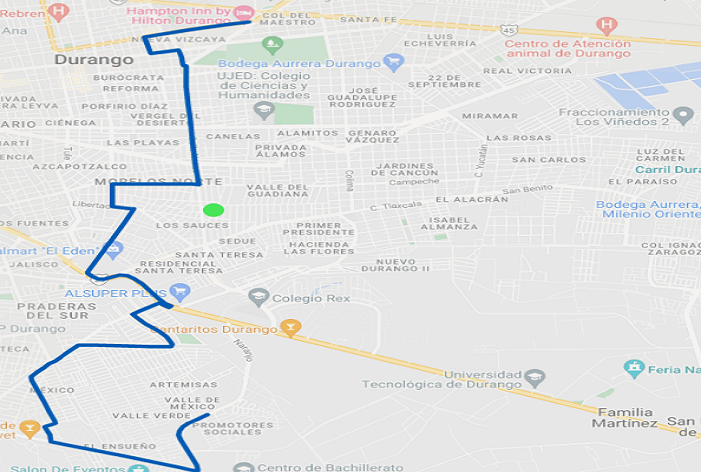 Rebren
Ana
Hampton Inn by
Hilton Durango
COL DEL
MAESTRO
SANTA FE
45
NUEVA VIZCAYA
LUIS
ECHEVERRÍA
Centro de Atención
animal de Durango
Durango
Bodega Aurrera Durango
BURÓCRATA
REFORMA
UJED: Colegio
de Ciencias y
Humanidades
22 DE
SEPTIEMBRE
REAL VICTORIA
JOSÉ
GUADALUPE
RODRIGUEZ
PORFIRIO DÍAZ
VERGEL DEL
DESIERTO
CIÉNEGA
MIRAMAR
Fraccionamiento
Los Viñedos 2
CANELAS
ALAMITOS
GENARO
VÁZQUEZ
LAS PLAYAS
LAS ROSAS
PRIVADA
ÁLAMOS
C. Yucatán
SAN CARLOS
LUZ DEL
CARMEN
AZCAPOTZALCO
JARDINES
DE CANCÚN
Carril Dura
MORELOS NORTE
VALLE DEL
GUADIANA
Colima
Campeche
San Benito
EL PARAÍSO
EL ALACRÁN
C. Tlaxcala
Bodega Aurrera,
Milenio Oriente
OS FUENTES
LOS SAUCES
PRIMER
PRESIDENTE
ISABEL
ALMANZA
SEDUE
HACIENDA
LAS FLORES
COL IGNAC
ZARAGOZ
almart "El Edén"
SANTA TERESA
JALISCO
RESIDENCIAL
SANTA TERESA
NUEVO
DURANGO II
ALSUPER PLUS
Colegio Rex
PRADERAS
DEL SUR
P Durango
Santaritos Durango
TECA
Naranjo
Universidad
Tecnológica de Durango
Feria Na
MÉXICO
ARTEMISAS
VALLE DE
MÉXICO
VALLE VERDE
Familia
Martínez
San
de
PROMOTORES
SOCIALES
de
vet
EL ENSUEÑO
Salon De Eventos
Centro de Bachillerato